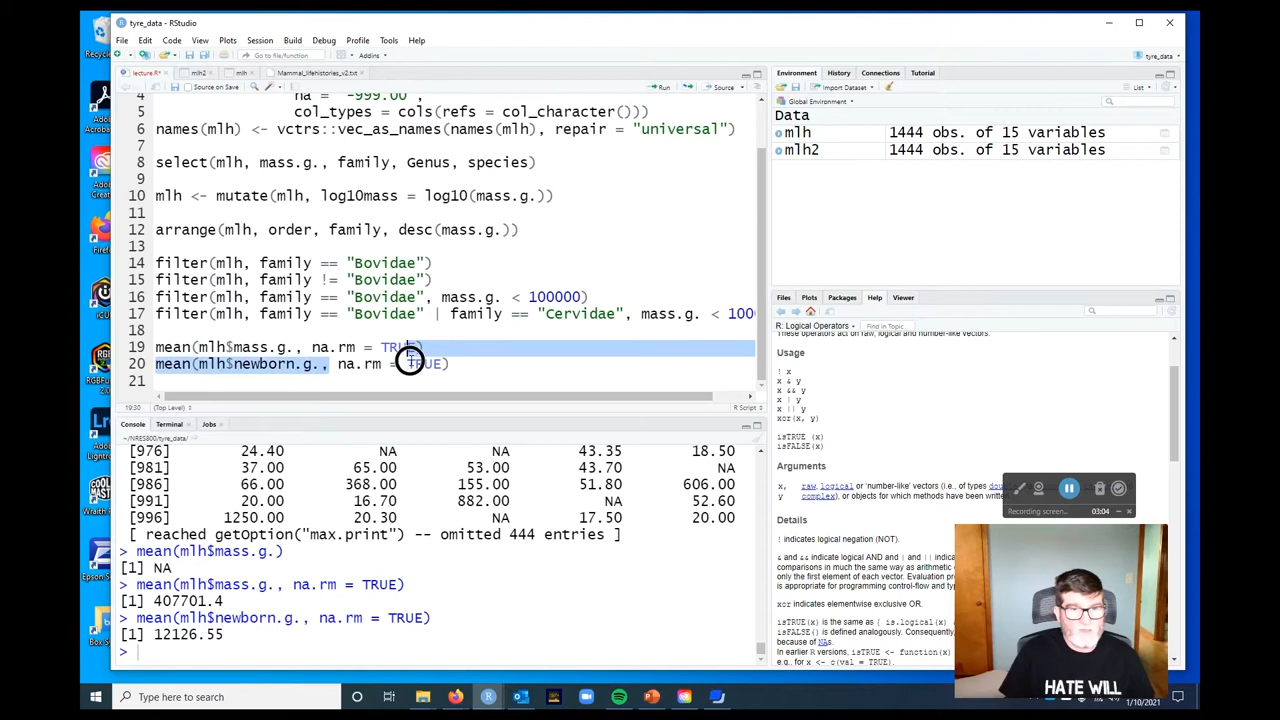 tyre_data - RStudio
File Edit Code View Plots Session Build Debug Profile Tools Help
Go to file/function
Addins
tyre_data
lecture.R* mlh2 mlh Mammal_lifehistories_v2.txt
Source on Save
Run
Source
4 na = "-999.00",
5 col_types = cols(refs = col_character()))
6 names(mlh) <- vctrs::vec_as_names(names(mlh), repair = "universal")
7
8 select(mlh, mass.g., family, Genus, species)
9
10 mlh <- mutate(mlh, log10mass = log10(mass.g.))
11
12 arrange(mlh, order, family, desc(mass.g.))
13
14 filter(mlh, family == "Bovidae")
15 filter(mlh, family != "Bovidae")
16 filter(mlh, family == "Bovidae", mass.g. < 100000)
17 filter(mlh, family == "Bovidae" | family == "Cervidae", mass.g. < 100
18
19 mean(mlh$mass.g., na.rm = TRUE)
20 mean(mlh$newborn.g., na.rm = TRUE)
21
19:30 (Top Level) R Script
Console Terminal Jobs
~/NRES800/tyre_data/
[976] 24.40 NA NA 43.35 18.50
[981] 37.00 65.00 53.00 43.70 NA
[986] 66.00 368.00 155.00 51.80 606.00
[991] 20.00 16.70 882.00 NA 52.60
[996] 1250.00 20.30 NA 17.50 20.00
[ reached getOption("max.print") -- omitted 444 entries ]
> mean(mlh$mass.g.)
[1] NA
> mean(mlh$mass.g., na.rm = TRUE)
[1] 407701.4
> mean(mlh$newborn.g., na.rm = TRUE)
[1] 12126.55
>
Environment History Connections Tutorial
Import Dataset
List
Global Environment
Data
mlh 1444 obs. of 15 variables
mlh2 1444 obs. of 15 variables
Files Plots Packages Help Viewer
R: Logical Operators
Find in Topic
These operators act on raw, logical and number-like vectors.
Usage
! x
x & y
x && y
x | y
x || y
xor(x, y)
isTRUE (x)
isFALSE(x)
Arguments
x, raw, logical or 'number-like' vectors (i.e., of types
y complex), or objects for which methods have been written.
Details
! indicates logical negation (NOT).
& and && indicate logical AND and | and ||
comparisons in much the same way as arithmetic
only the first element of each vector.
is appropriate for programming control-flow and
xor indicates elementwise exclusive OR.
isTRUE(x) is the same as { is.logical(x)
isFALSE() is defined analogously. Consequently,
because of NAs.
In earlier R versions, isTRUE <- function(x)
e.g., for x <- c(val = TRUE).
Recording screen... 03:04
HATE WILL
Type here to search
1/10/2021